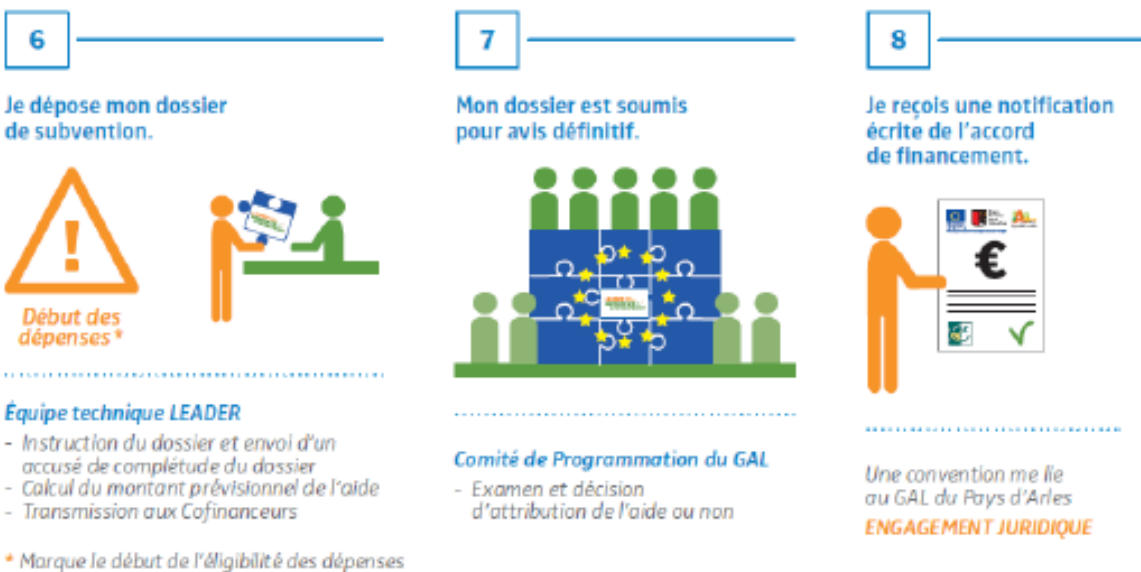 6
Je dépose mon dossier
de subvention.
!
Début des
dépenses *
Équipe technique LEADER
- Instruction du dossier et envoi d'un
accusé de complétude du dossier
- Calcul du montant prévisionnel de l'aide
- Transmission aux Cofinanceurs
* Marque le début de l'éligibilité des dépenses
7
Mon dossier est soumis
pour avis définitif.
Comité de Programmation du GAL
- Examen et décision
d'attribution de l'aide ou non
8
Je reçois une notification
écrite de l'accord
de financement.
€
Une convention me lie
au GAL du Pays d'Arles
ENGAGEMENT JURIDIQUE